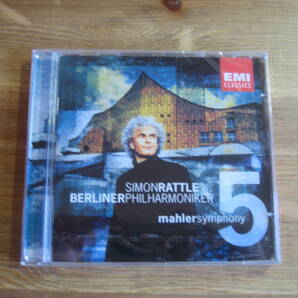 EMI
CLASSICS
SIMONRATTLE
BERLINERPHILHARMONIKER
mahlersymphony
5